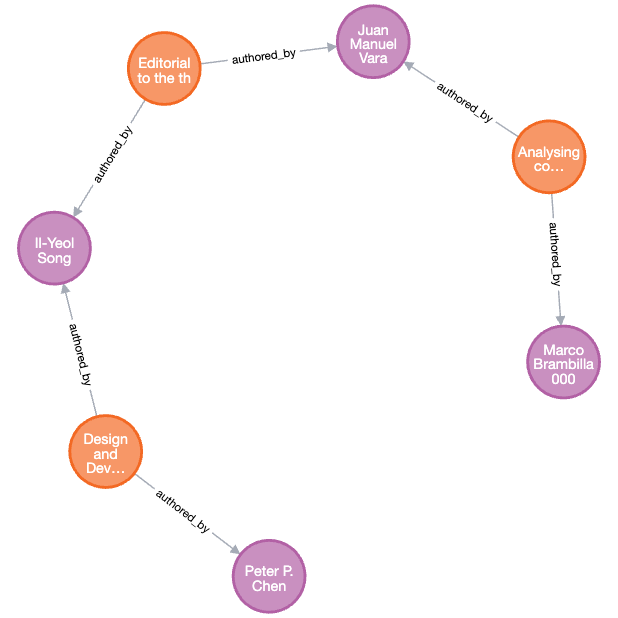 Juan
Manuel
Vara
Editorial
to the th
authored_by
authored_by
authored_by
Analysing
co...
authored_by
Il-Yeol
Song
authored_by
Marco
Brambilla
000
Design
and
Dev...
authored_by
Peter P.
Chen